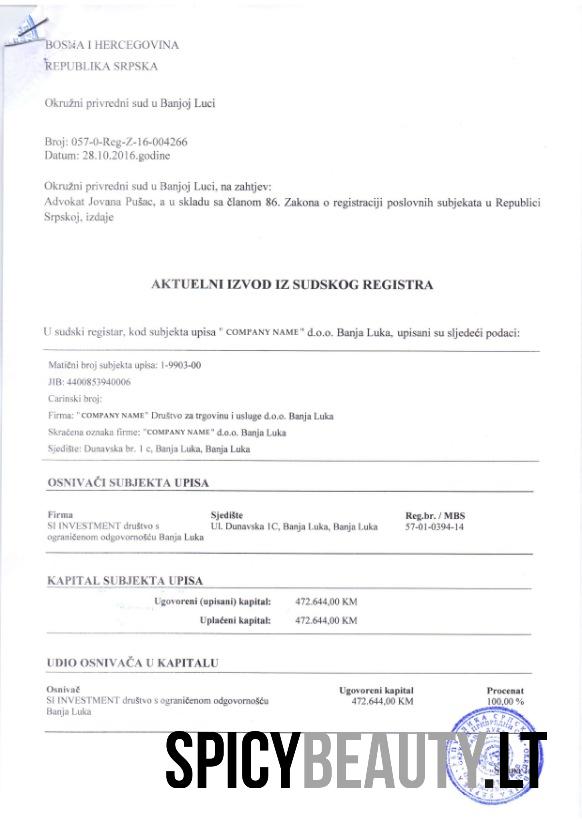 BOSNA I HERCEGOVINA
REPUBLIKA SRPSKA
Okružni privredni sud u Banjoj Luci
Broj: 057-0-Reg-Z-16-004266
Datum: 28.10.2016.godine
Okružni privredni sud u Banjoj Luci, na zahtjev:
Advokat Jovana Pušac, a u skladu sa članom 86. Zakona o registraciji poslovnih subjekata u Republici
Srpskoj, izdaje
AKTUELNI IZVOD IZ SUDSKOG REGISTRA
U sudski registar, kod subjekta upisa " COMPANY NAME " d.o.o. Banja Luka, upisani su sljedeći podaci:
Matični broj subjekta upisa: 1-9903-00
JIB: 4400853940006
Carinski broj:
Firma: "COMPANY NAME" Društvo za trgovinu i usluge d.o.o. Banja Luka
Skraćena oznaka firme: "COMPANY NAME" d.o.o. Banja Luka
Sjedište: Dunavska br. 1 c, Banja Luka, Banja Luka
OSNIVAČI SUBJEKTA UPISA
Firma Sjedište Reg.br. / MBS
SI INVESTMENT društvo s Ul. Dunavska 1C, Banja Luka, Banja Luka 57-01-0394-14
ograničenom odgovornošću Banja Luka
KAPITAL SUBJEKTA UPISA
Ugovoreni (upisani) kapital: 472.644,00 KM
Uplaćeni kapital: 472.644,00 KM
UDIO OSNIVAČA U KAPITALU
Osnivač Ugovoreni kapital Procenat
SI INVESTMENT društvo s ograničenom odgovornošću 472.644,00 KM 100,00 %
Banja Luka
SPICYBEAUTY.LT